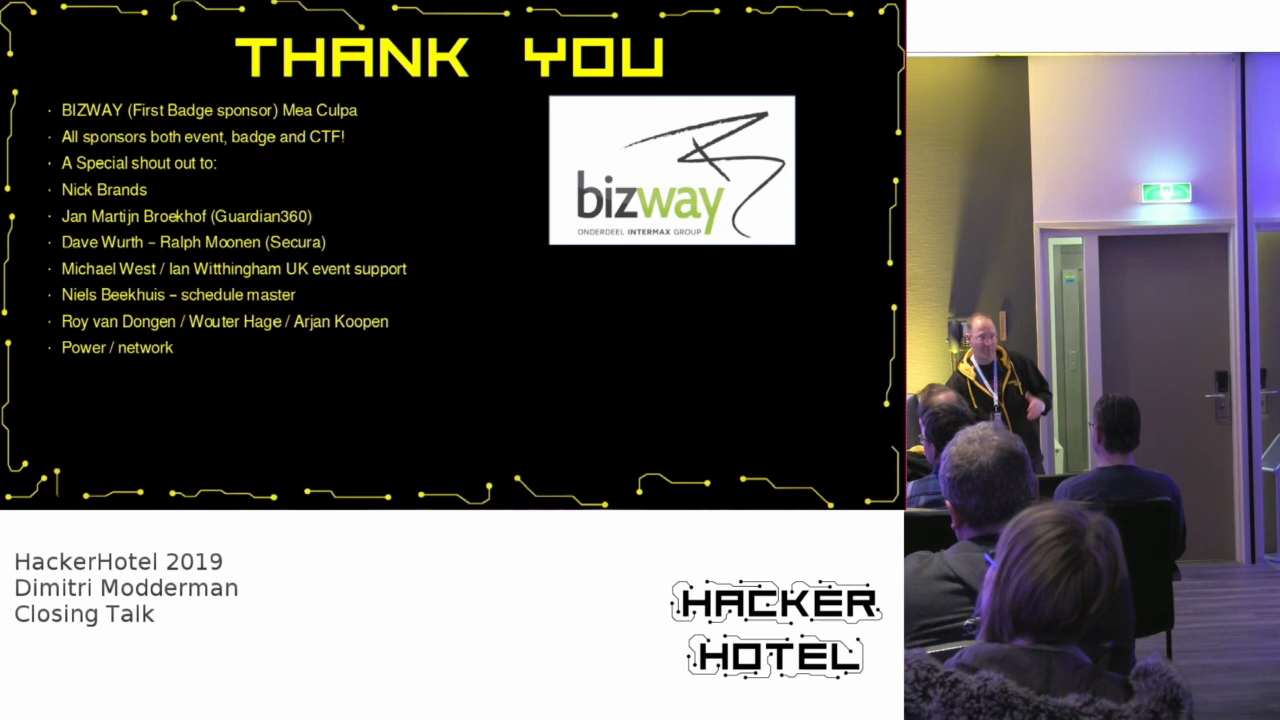 THANK YOU
· BIZWAY (First Badge sponsor) Mea Culpa
· All sponsors both event, badge and CTF!
· A Special shout out to:
· Nick Brands
· Jan Martijn Broekhof (Guardian360)
· Dave Wurth – Ralph Moonen (Secura)
· Michael West / Ian Witthingham UK event support
· Niels Beekhuis – schedule master
· Roy van Dongen / Wouter Hage / Arjan Koopen
· Power / network
bizway
ONDERDEEL INTERMAX GROUP
HackerHotel 2019
Dimitri Modderman
Closing Talk
HACKER
HOTEL